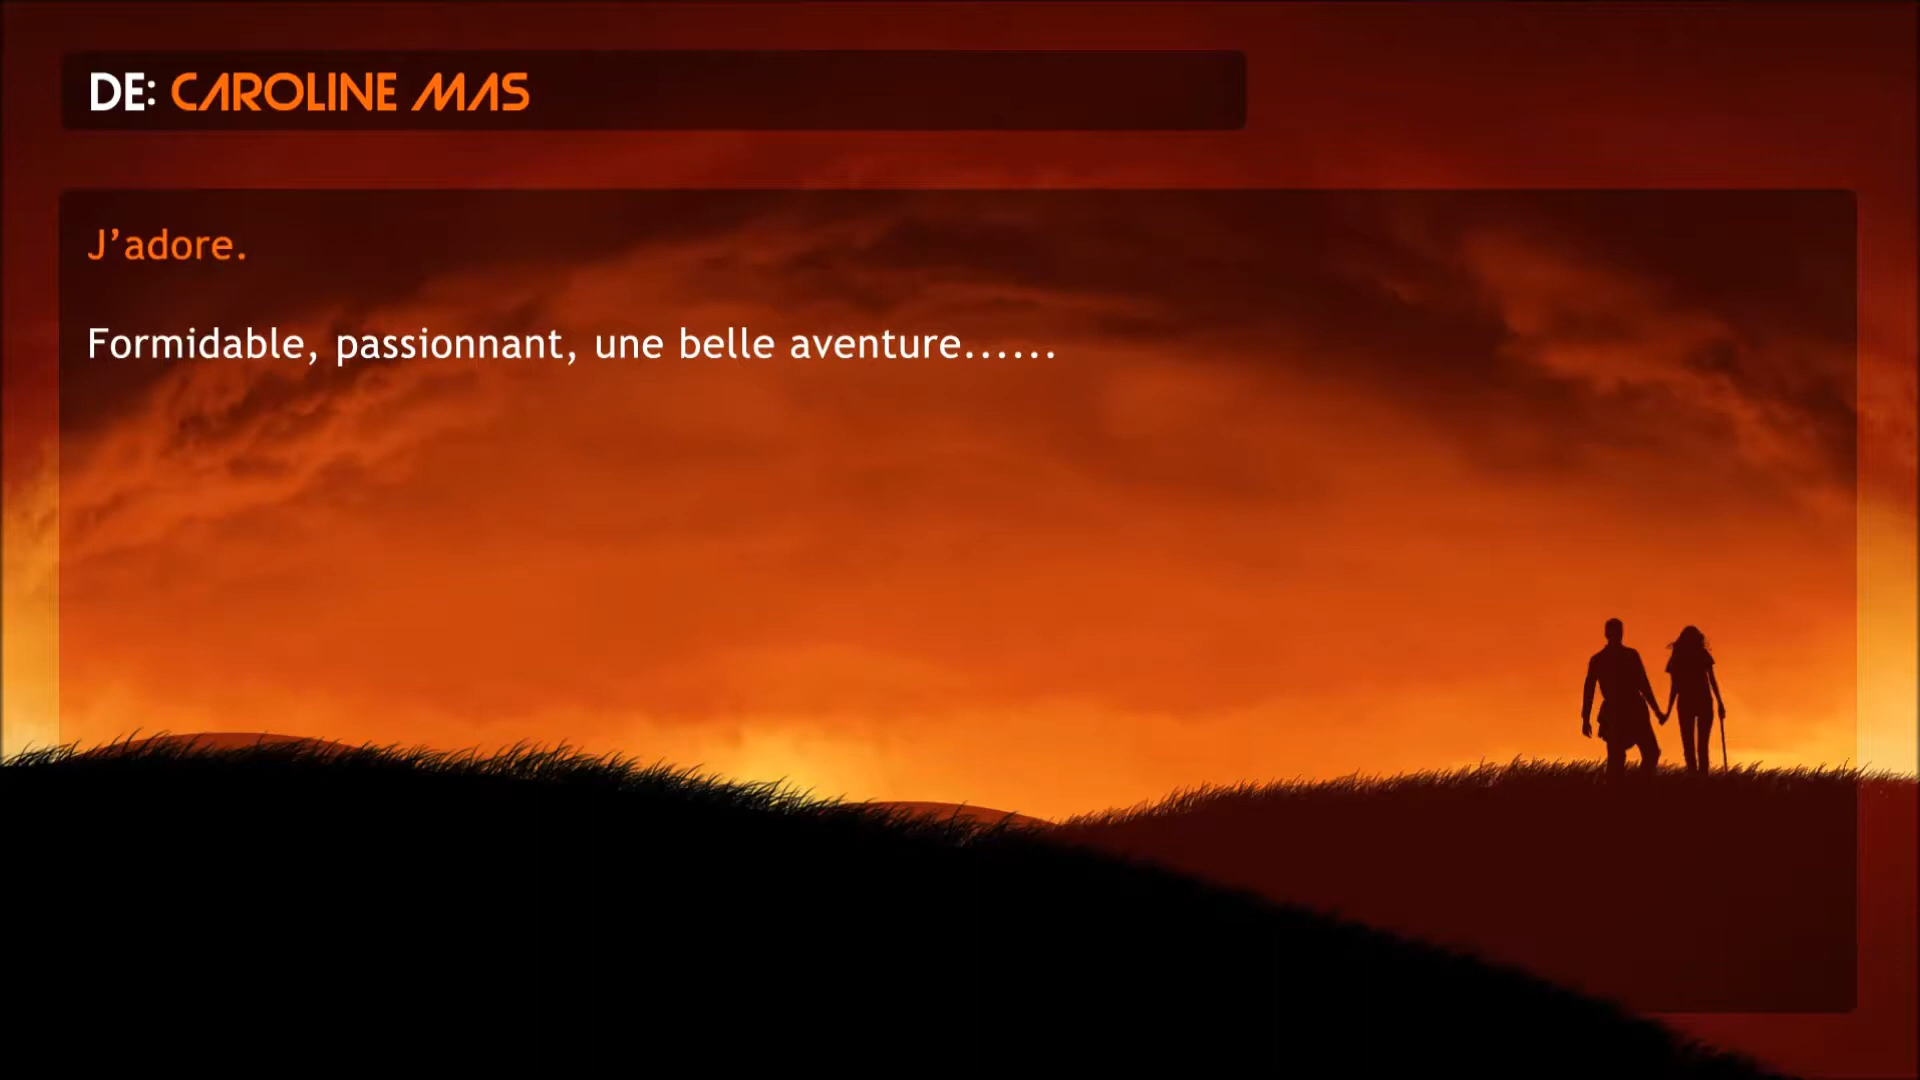 DE: CAROLINE MAS
J’adore.
Formidable, passionnant, une belle aventure......